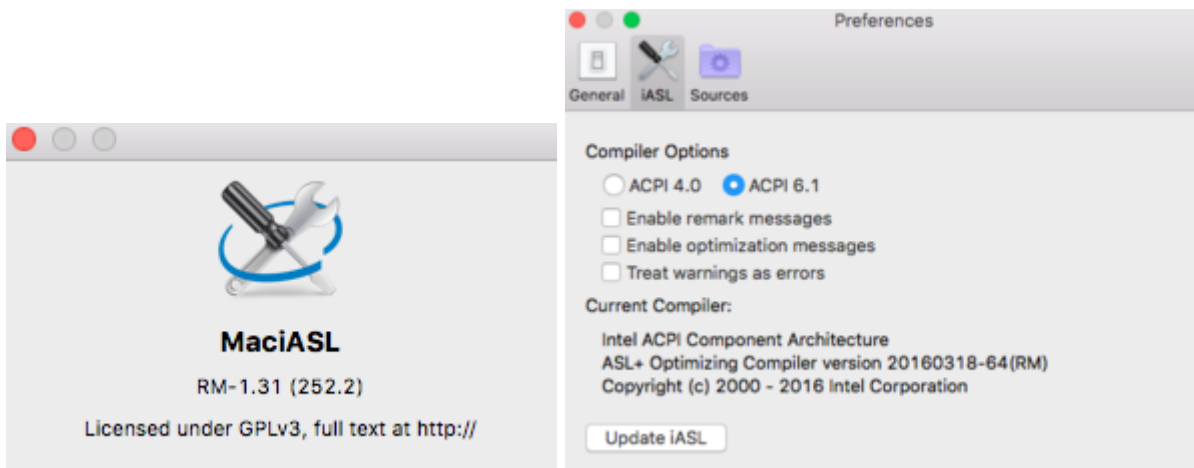 MaciASL
RM-1.31 (252.2)
Licensed under GPLv3, full text at http://
Preferences
General iASL Sources
Compiler Options
ACPI 4.0 ACPI 6.1
Enable remark messages
Enable optimization messages
Treat warnings as errors
Current Compiler:
Intel ACPI Component Architecture
ASL+ Optimizing Compiler version 20160318-64(RM)
Copyright (c) 2000 - 2016 Intel Corporation
Update iASL